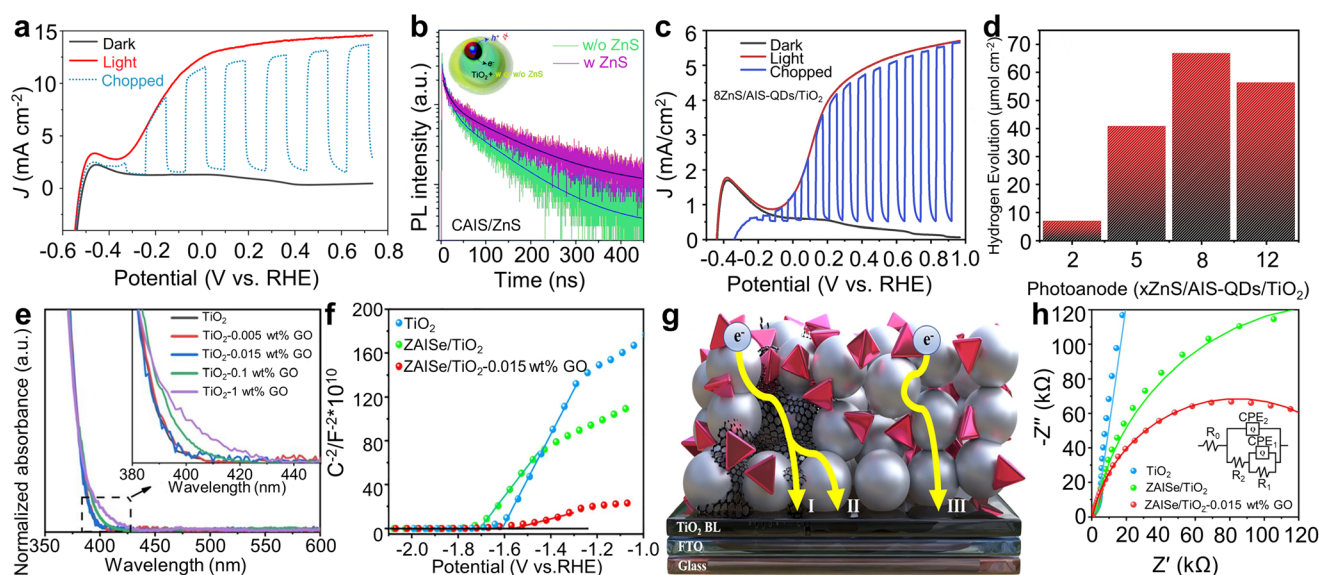 a
15
10
5
0
J (mA cm⁻²)
Dark
Light
Chopped
-0.6 -0.4 -0.2 0.0 0.2 0.4 0.6 0.8
Potential (V vs. RHE)
b
PL intensity (a.u.)
h⁺
e⁻
TiO₂+ w or w/o ZnS
w/o ZnS
w ZnS
CAIS/ZnS
0 100 200 300 400
Time (ns)
c
6
5
4
3
2
1
0
J (mA/cm²)
Dark
Light
Chopped
8ZnS/AIS-QDs/TiO₂
-0.4 -0.2 0.0 0.2 0.4 0.6 0.8 1.0
Potential (V vs. RHE)
d
70
60
50
40
30
20
10
0
Hydrogen Evolution (μmol cm⁻²)
2 5 8 12
Photoanode (xZnS/AIS-QDs/TiO₂)
e
Normalized absorbance (a.u.)
TiO₂
TiO₂-0.005 wt% GO
TiO₂-0.015 wt% GO
TiO₂-0.1 wt% GO
TiO₂-1 wt% GO
380 400 420 440
Wavelength (nm)
350 400 450 500 550 600
Wavelength (nm)
f
200
160
120
80
40
0
C⁻²/F⁻²*10¹⁰
TiO₂
ZAISe/TiO₂
ZAISe/TiO₂-0.015 wt% GO
-2.0 -1.8 -1.6 -1.4 -1.2 -1.0
Potential (V vs.RHE)
g
e⁻ e⁻
I II III
TiO₂ BL
FTO
Glass
h
120
100
80
60
40
20
0
-Z″ (kΩ)
CPE₂
CPE₁
R₀
R₂
R₁
TiO₂
ZAISe/TiO₂
ZAISe/TiO₂-0.015 wt% GO
0 20 40 60 80 100 120
Z′ (kΩ)